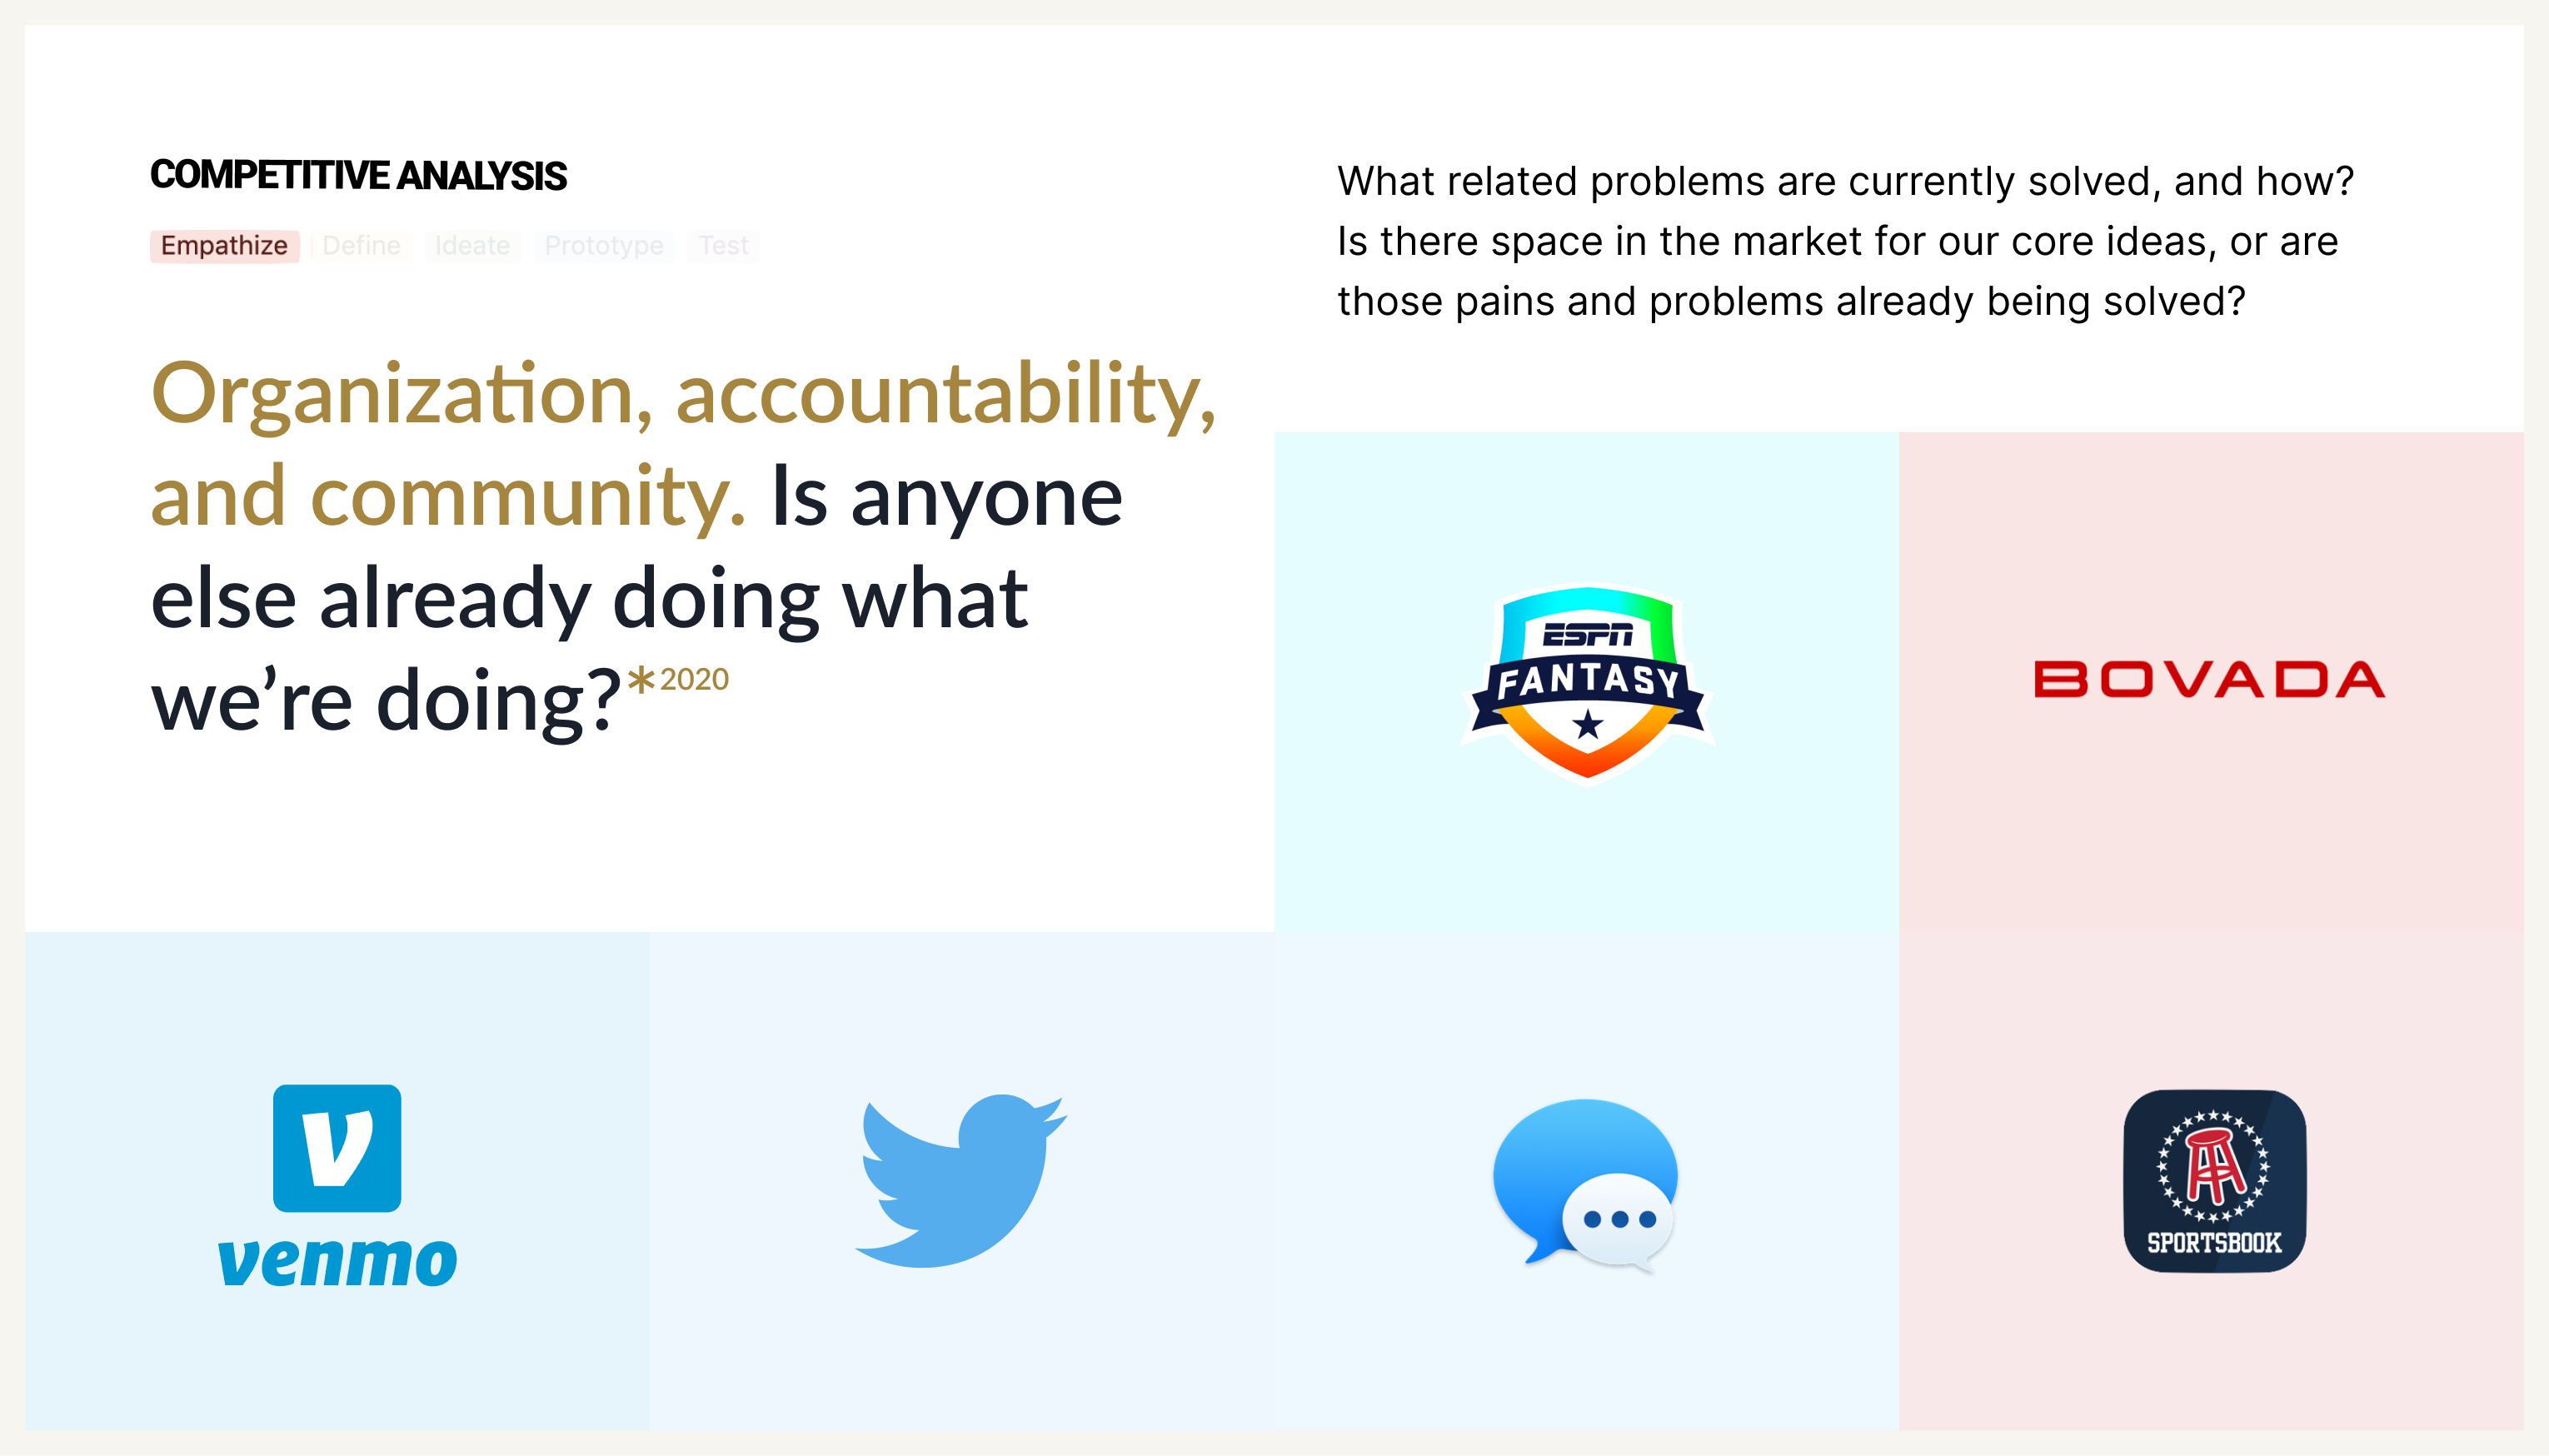 COMPETITIVE ANALYSIS
Empathize Define Ideate Prototype Test
Organization, accountability,
and community. Is anyone
else already doing what
we’re doing?*2020
What related problems are currently solved, and how?
Is there space in the market for our core ideas, or are
those pains and problems already being solved?
ESPN
FANTASY
BOVADA
V
venmo
SPORTSBOOK